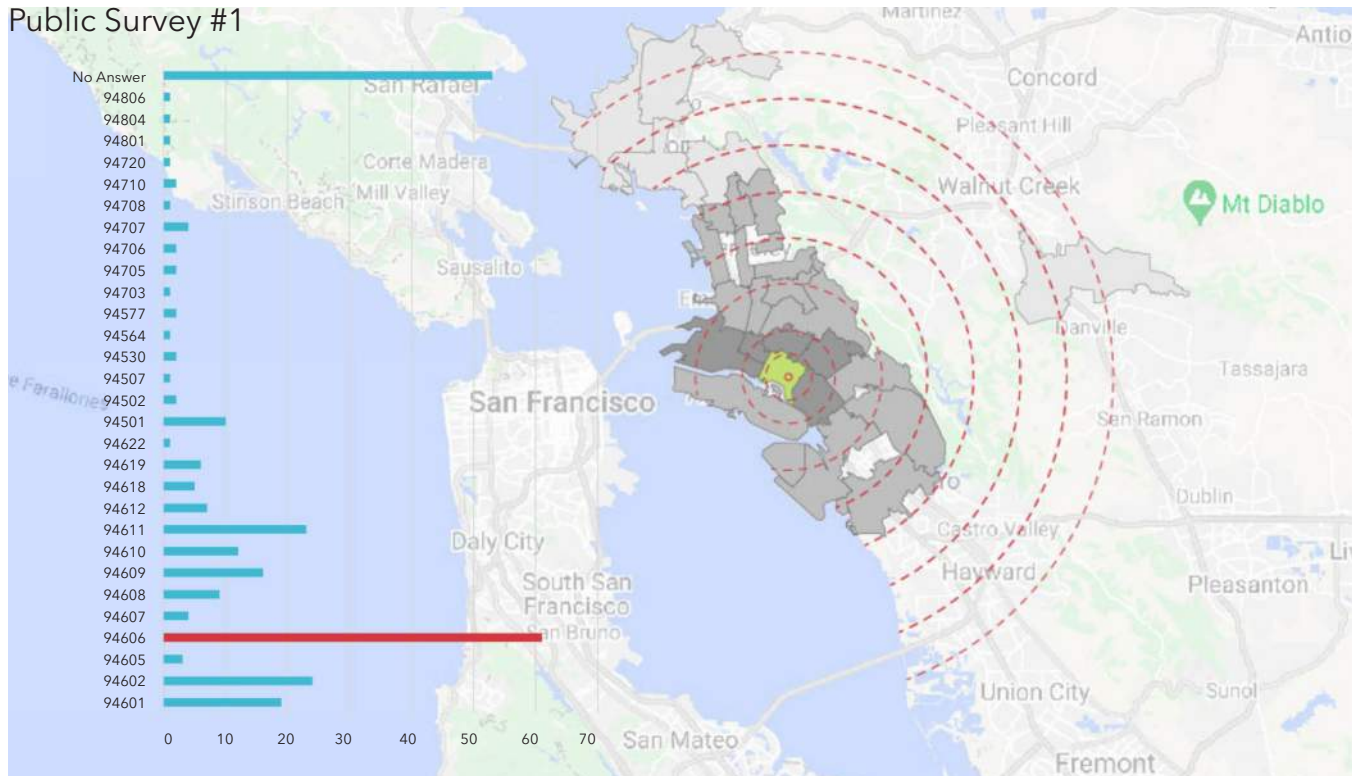 Public Survey #1
No Answer
94806
94804
94801
94720
94710
94708
94707
94706
94705
94703
94577
94564
94530
94507
94502
94501
94622
94619
94618
94612
94611
94610
94609
94608
94607
94606
94605
94602
94601
0 10 20 30 40 50 60 70
Martinez
Antio
Concord
San Rafael
Pleasant Hill
Corte Madera
Mill Valley
Walnut Creek
Stinson Beach
Mt Diablo
Sausalito
Danville
Tassajara
e Farallones
San Francisco
San Ramon
Dublin
Castro Valley
Daly City
Hayward
Pleasanton
Li
South San
Francisco
San Bruno
Union City
Sunol
San Mateo
Fremont